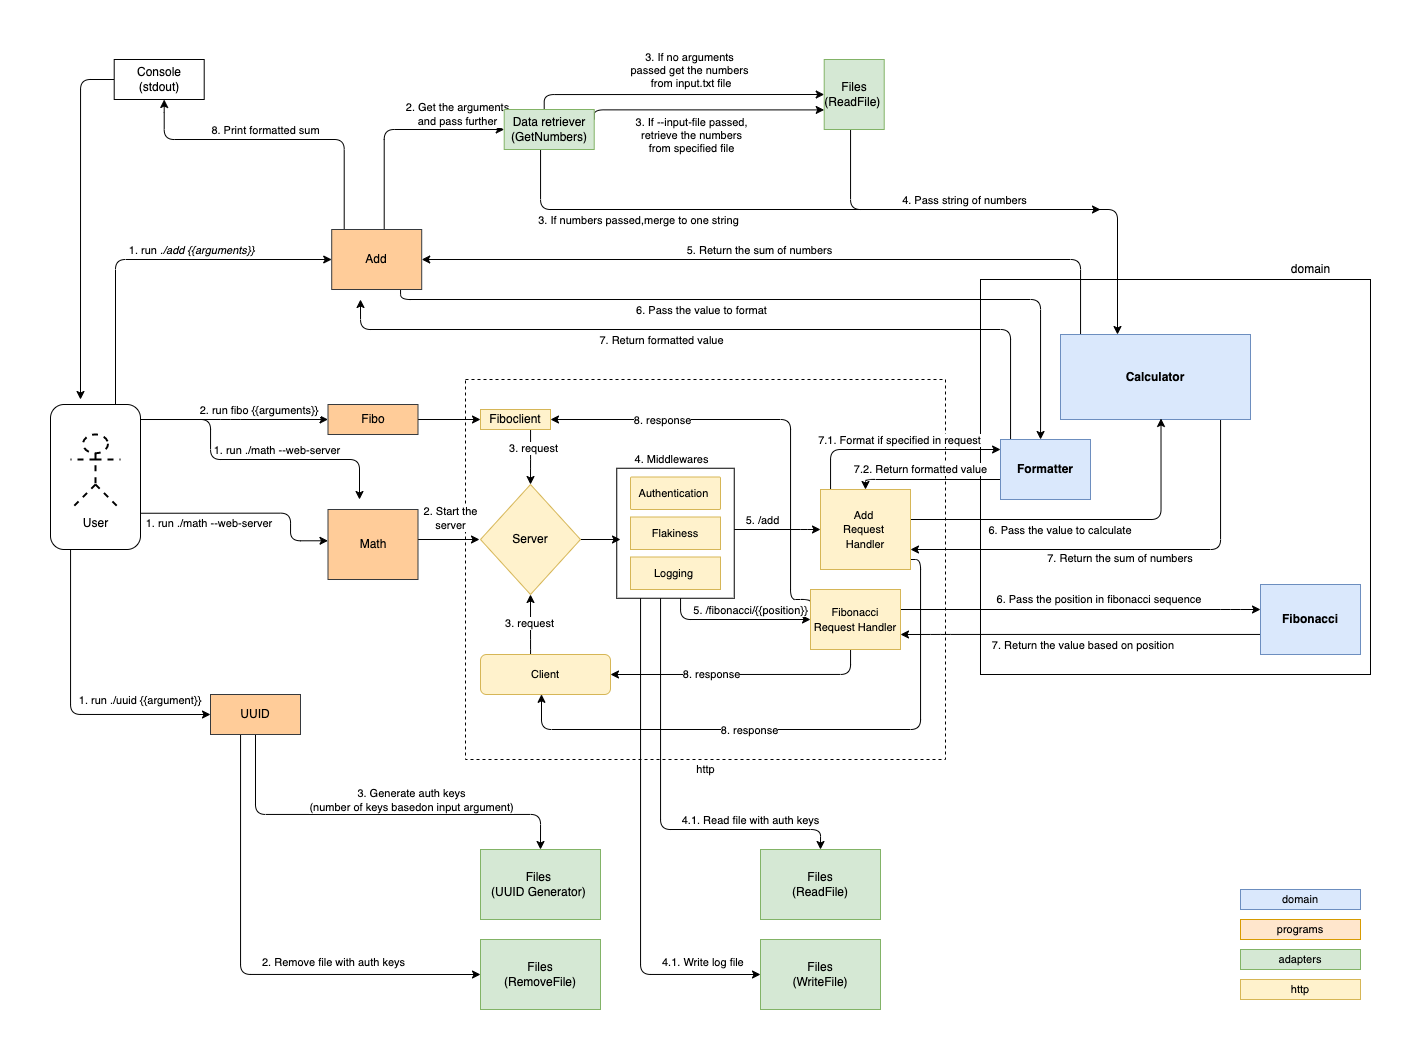 Console
(stdout)
3. If no arguments
passed get the numbers
from input.txt file
Files
(ReadFile)
2. Get the arguments
and pass further
Data retriever
(GetNumbers)
3. If --input-file passed,
retrieve the numbers
from specified file
8. Print formatted sum
4. Pass string of numbers
3. If numbers passed,merge to one string
1. run ./add {{arguments}}
Add
5. Return the sum of numbers
domain
6. Pass the value to format
7. Return formatted value
Calculator
2. run fibo {{arguments}}
Fibo
Fiboclient
8. response
7.1. Format if specified in request
1. run ./math --web-server
3. request
4. Middlewares
7.2. Return formatted value
Formatter
User
Authentication
1. run ./math --web-server
2. Start the
server
Math
Server
Flakiness
5. /add
Add
Request
Handler
6. Pass the value to calculate
Logging
7. Return the sum of numbers
3. request
5. /fibonacci/{{position}}
Fibonacci
Request Handler
6. Pass the position in fibonacci sequence
Fibonacci
7. Return the value based on position
Client
8. response
1. run ./uuid {{argument}}
UUID
8. response
http
3. Generate auth keys
(number of keys basedon input argument)
4.1. Read file with auth keys
Files
(UUID Generator)
Files
(ReadFile)
2. Remove file with auth keys
Files
(RemoveFile)
4.1. Write log file
Files
(WriteFile)
domain
programs
adapters
http